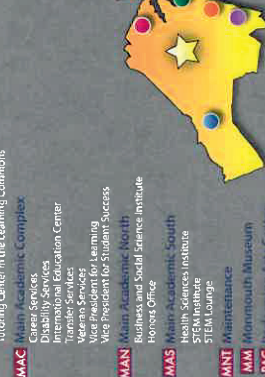 Tutoring Center in the Learning Commons
MAC Main Academic Complex
Career Services
Disability Services
International Education Center
Transfer Services
Veteran Services
Vice President for Learning
Vice President for Student Success
MAN Main Academic North
Business and Social Science Institute
Honors Office
MAS Main Academic South
Health Sciences Institute
STEM Institute
STEM Lounge
MNT Maintenance
MM Monmouth Museum